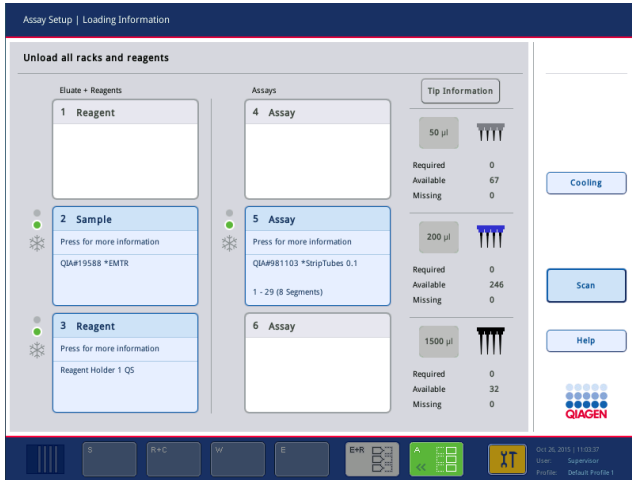 Assay Setup | Loading Information
Unload all racks and reagents
Eluate + Reagents
Assays
Tip Information
1 Reagent
4 Assay
50 µl
Required 0
Available 67
Missing 0
Cooling
2 Sample
Press for more information
QIA#19588 *EMTR
5 Assay
Press for more information
QIA#981103 *StripTubes 0.1
1 - 29 (8 Segments)
200 µl
Required 0
Available 246
Missing 0
Scan
3 Reagent
Press for more information
Reagent Holder 1 QS
6 Assay
1500 µl
Required 0
Available 32
Missing 0
Help
QIAGEN
S
R+C
W
E
E+R
A
Oct 26, 2015 | 11:03:37
User: Supervisor
Profile: Default Profile 1